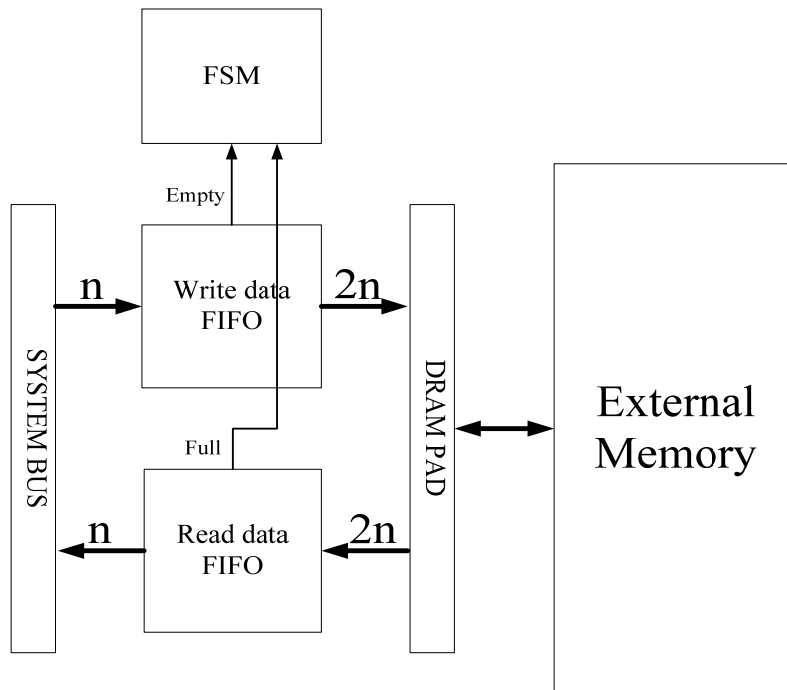 FSM
Empty
n
Write data
FIFO
2n
SYSTEM BUS
DRAM PAD
External
Memory
Full
n
Read data
FIFO
2n